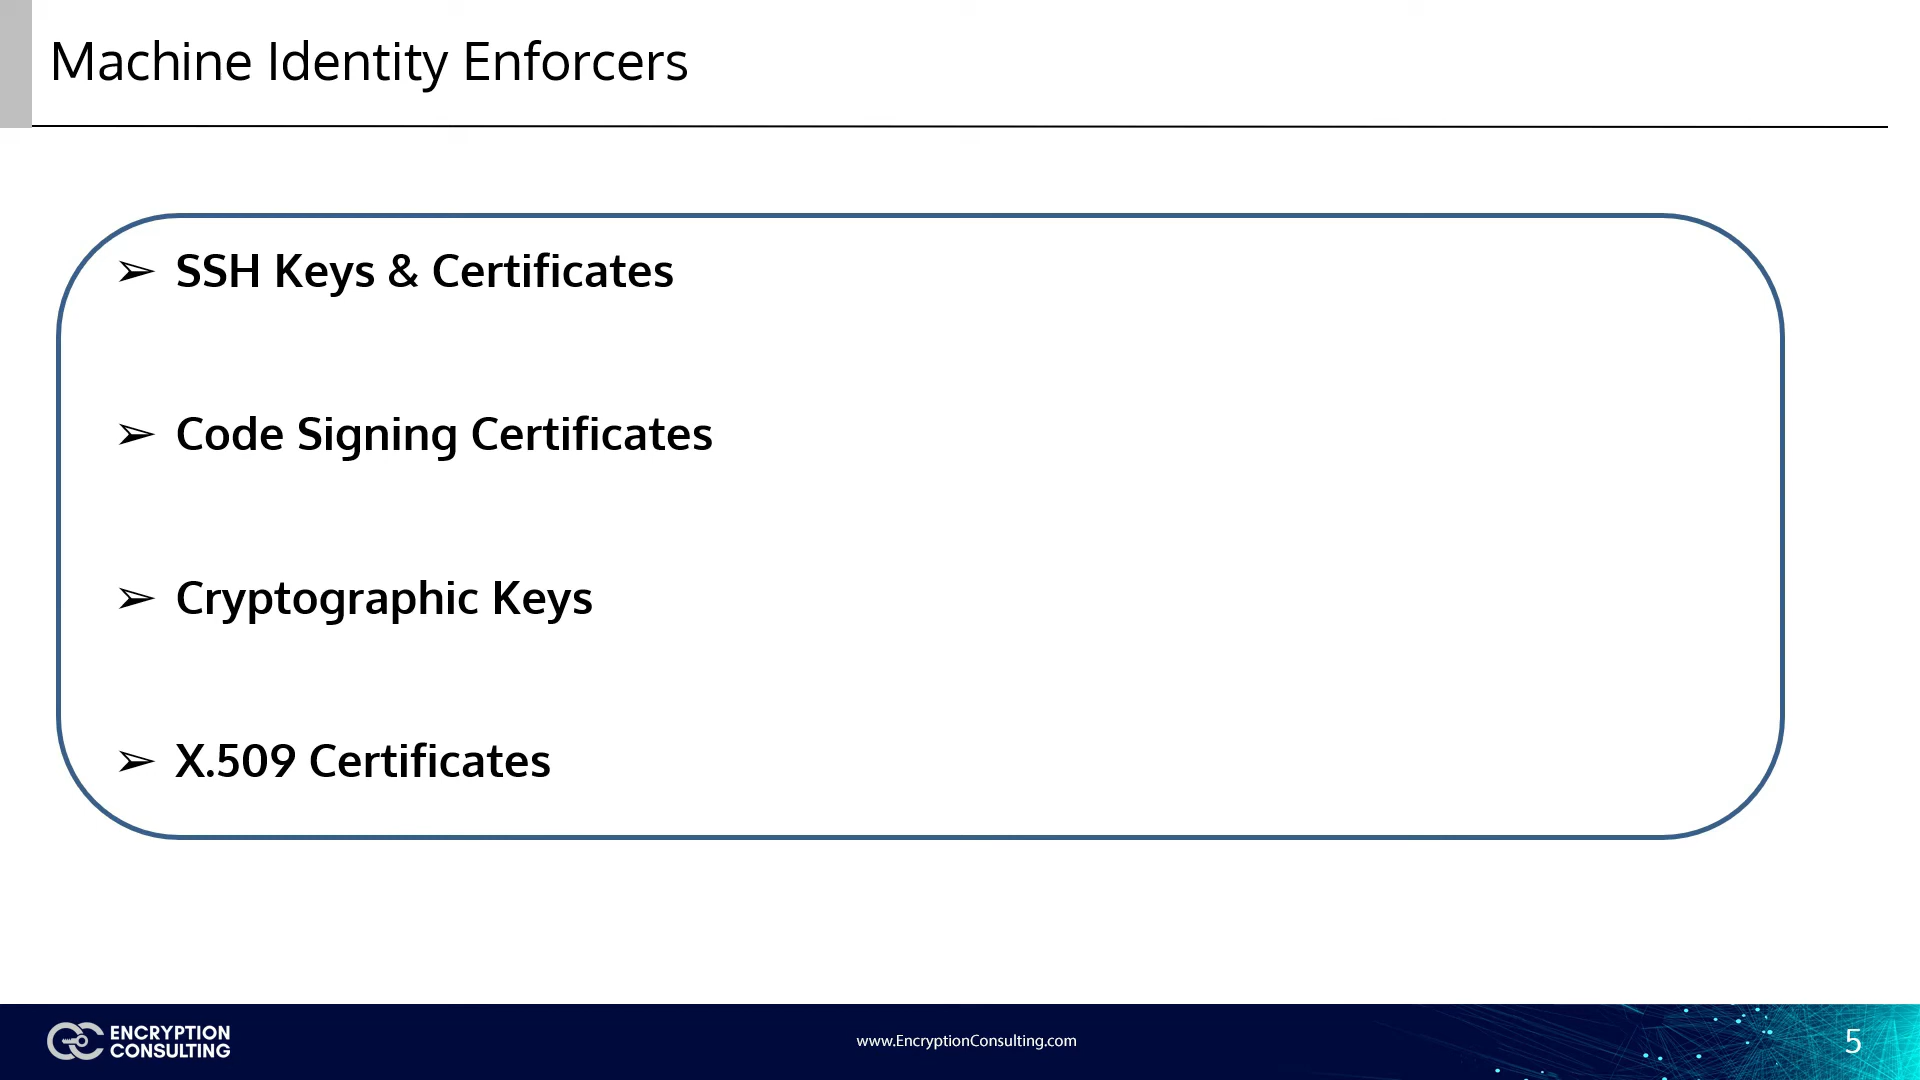 Machine Identity Enforcers
➢ SSH Keys & Certificates
➢ Code Signing Certificates
➢ Cryptographic Keys
➢ X.509 Certificates
ENCRYPTION
CONSULTING
www.EncryptionConsulting.com
5